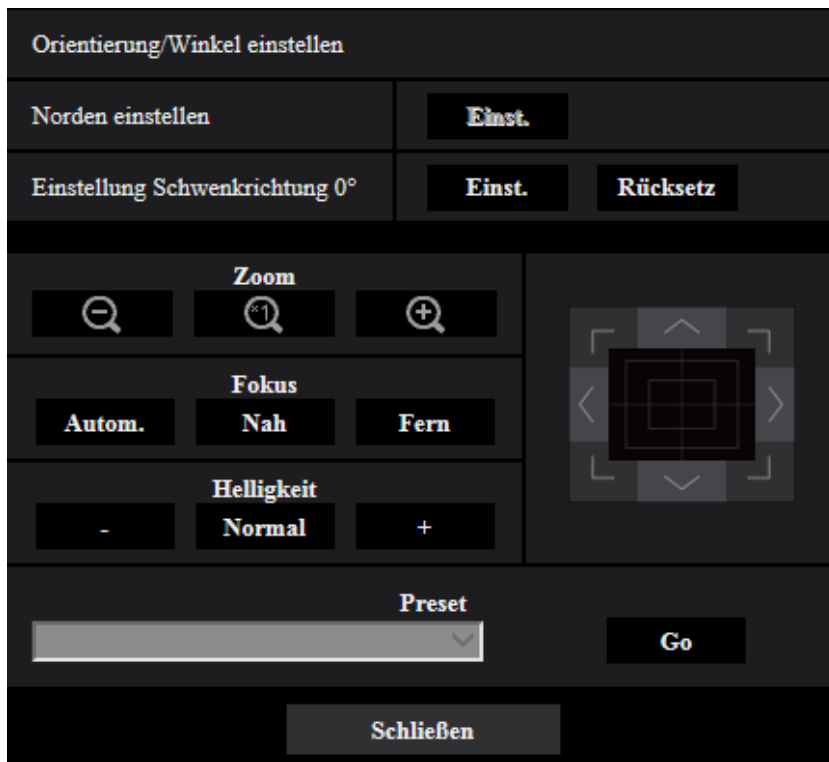 Orientierung/Winkel einstellen
Norden einstellen Einst.
Einstellung Schwenkrichtung 0° Einst. Rücksetz
Zoom
×1
Fokus
Autom. Nah Fern
Helligkeit
- Normal +
Preset
Go
Schließen